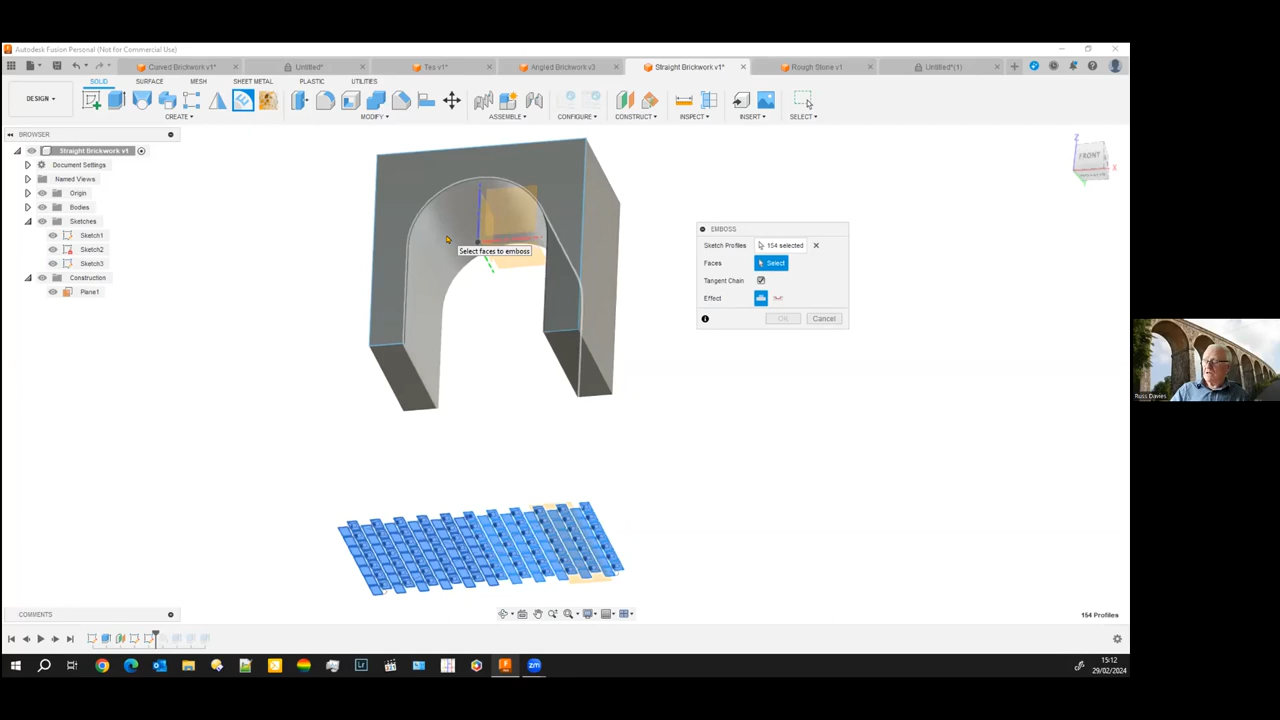 Autodesk Fusion Personal (Not for Commercial Use)
Curved Brickwork v1*
Untitled*
Tes v1*
Angled Brickwork v3
Straight Brickwork v1*
Rough Stone v1
Untitled*(1)
SOLID
SURFACE
MESH
SHEET METAL
PLASTIC
UTILITIES
DESIGN
CREATE
MODIFY
ASSEMBLE
CONFIGURE
CONSTRUCT
INSPECT
INSERT
SELECT
BROWSER
Straight Brickwork v1
Document Settings
Named Views
Origin
Bodies
Sketches
Sketch1
Sketch2
Sketch3
Construction
Plane1
Z
FRONT
X
Select faces to emboss
EMBOSS
Sketch Profiles
154 selected
Faces
Select
Tangent Chain
Effect
OK
Cancel
Russ Davies
COMMENTS
154 Profiles
zm
15:12
29/02/2024